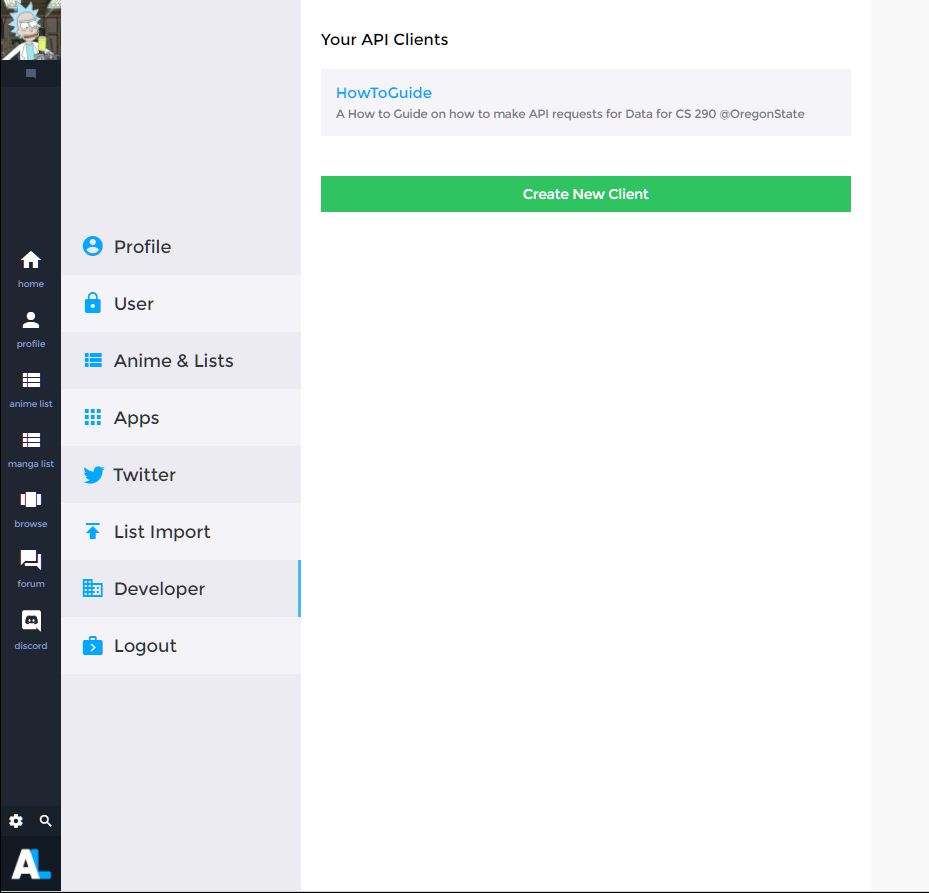 home
profile
anime list
manga list
browse
forum
discord
AL
Profile
User
Anime & Lists
Apps
Twitter
List Import
Developer
Logout
Your API Clients
HowToGuide
A How to Guide on how to make API requests for Data for CS 290 @OregonState
Create New Client